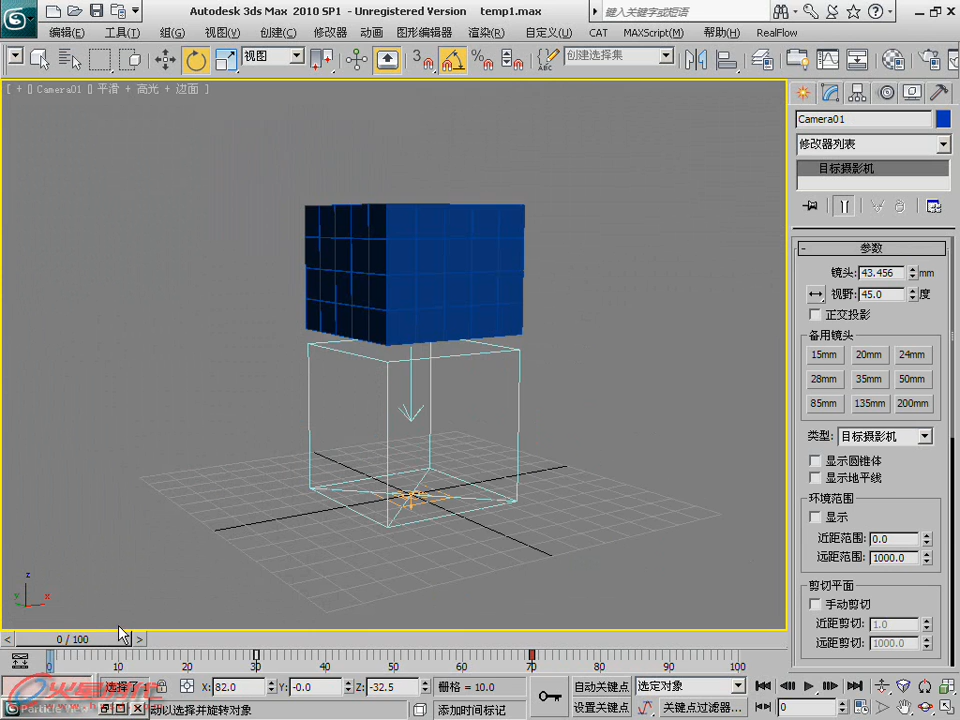 Autodesk 3ds Max 2010 SP1 - Unregistered Version temp1.max
键入关键字或短语
编辑(E) 工具(T) 组(G) 视图(V) 创建(C) 修改器 动画 图形编辑器 渲染(R) 自定义(U) CAT MAXScript(M) 帮助(H) RealFlow
视图 3 % ABC 创建选择集
[ + [] Camera01 [] 平滑 + 高光 + 边面 ]
Camera01
修改器列表
目标摄影机
- 参数
镜头: 43.456 mm
视野: 45.0 度
正交投影
备用镜头
15mm 20mm 24mm
28mm 35mm 50mm
85mm 135mm 200mm
类型: 目标摄影机
显示圆锥体
显示地平线
环境范围
显示
近距范围: 0.0
远距范围: 1000.0
剪切平面
手动剪切
近距剪切: 1.0
远距剪切: 1000.0
z
y x
< 0 / 100 >
0 10 20 30 40 50 60 70 80 90 100
选择了 1 X: 82.0 Y: -0.0 Z: -32.5 栅格 = 10.0 自动关键点 选定对象
Particle 动以选择并旋转对象 添加时间标记 设置关键点 关键点过滤器... 0